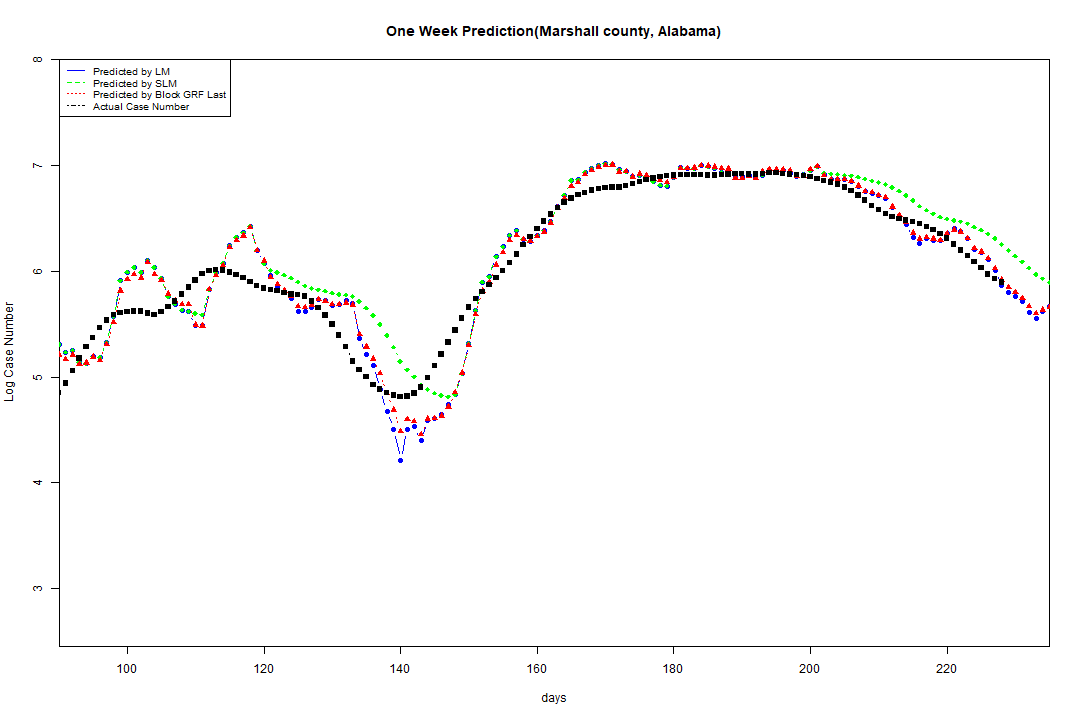 One Week Prediction(Marshall county, Alabama)
8
Predicted by LM
Predicted by SLM
Predicted by Block GRF Last
Actual Case Number
7
6
5
4
3
Log Case Number
100 120 140 160 180 200 220
days